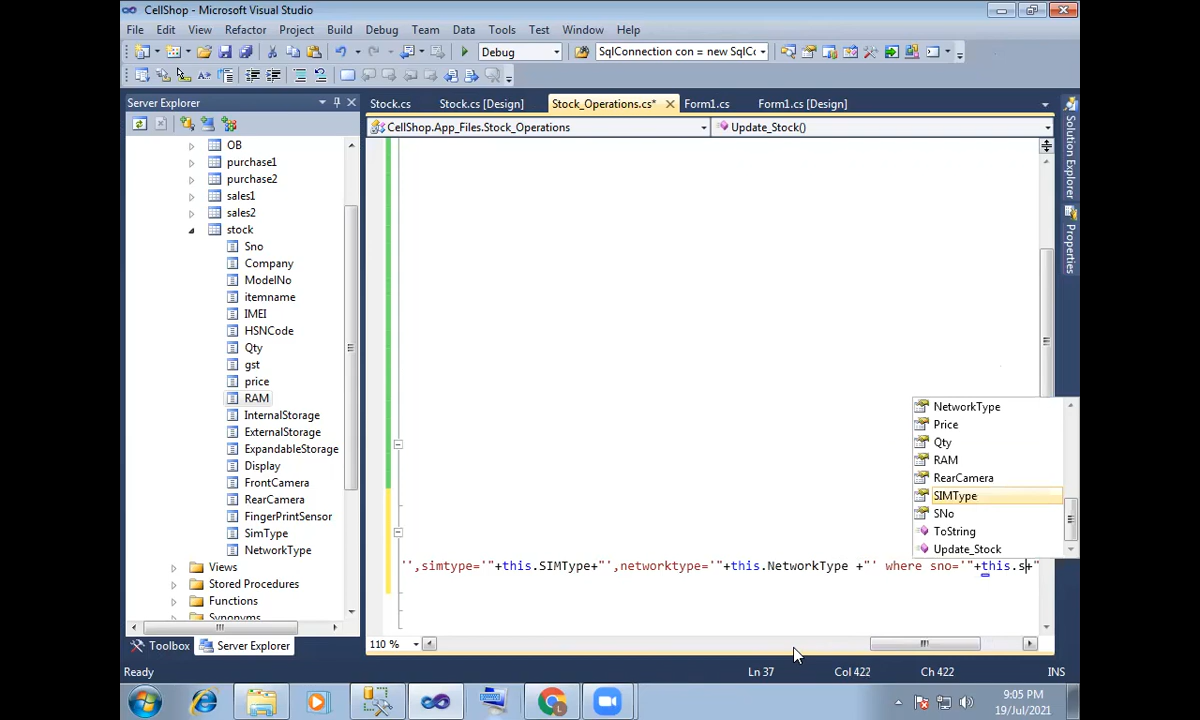 CellShop - Microsoft Visual Studio
File Edit View Refactor Project Build Debug Team Data Tools Test Window Help
Debug SqlConnection con = new SqlCo
Server Explorer
Stock.cs Stock.cs [Design] Stock_Operations.cs* Form1.cs Form1.cs [Design]
CellShop.App_Files.Stock_Operations Update_Stock()
OB
purchase1
purchase2
sales1
sales2
stock
Sno
Company
ModelNo
itemname
IMEI
HSNCode
Qty
gst
price
RAM
InternalStorage
ExternalStorage
ExpandableStorage
Display
FrontCamera
RearCamera
FingerPrintSensor
SimType
NetworkType
Views
Stored Procedures
Functions
Synonyms
NetworkType
Price
Qty
RAM
RearCamera
SIMType
SNo
ToString
Update_Stock
'',simtype='"+this.SIMType+"',networktype='"+this.NetworkType +"' where sno='"+this.s+"
110 %
Toolbox Server Explorer
Solution Explorer
Properties
Ready Ln 37 Col 422 Ch 422 INS
9:05 PM
19/Jul/2021